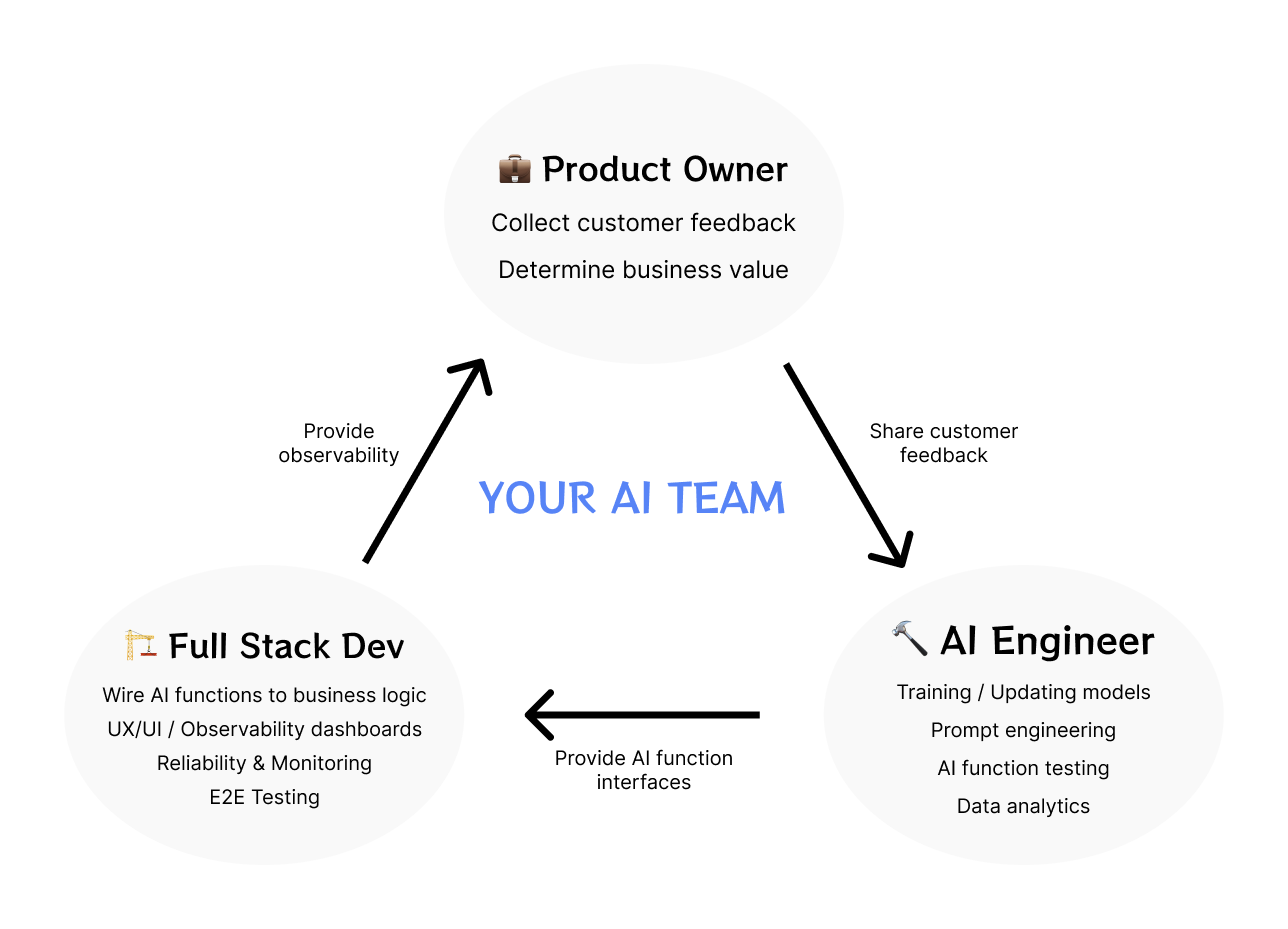 Product Owner
Collect customer feedback
Determine business value
Provide
observability
Share customer
feedback
YOUR AI TEAM
Full Stack Dev
Wire AI functions to business logic
UX/UI / Observability dashboards
Reliability & Monitoring
E2E Testing
Provide AI function
interfaces
AI Engineer
Training / Updating models
Prompt engineering
AI function testing
Data analytics